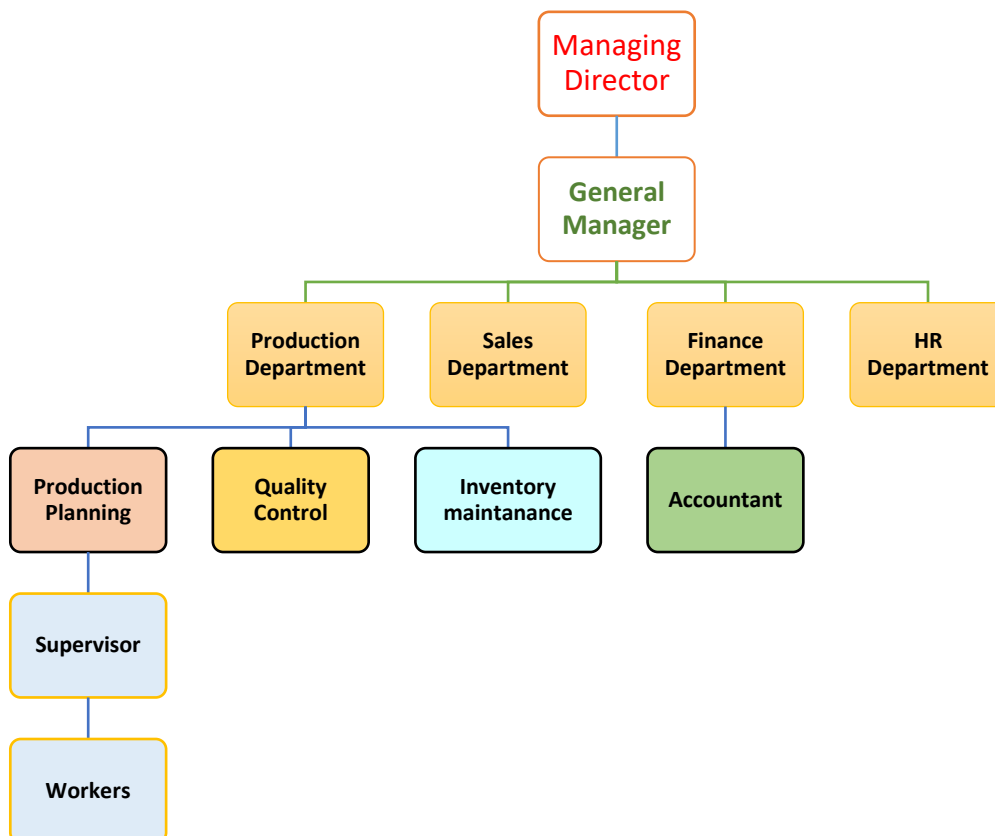 Managing
Director
General
Manager
Production
Department
Sales
Department
Finance
Department
HR
Department
Production
Planning
Quality
Control
Inventory
maintanance
Accountant
Supervisor
Workers